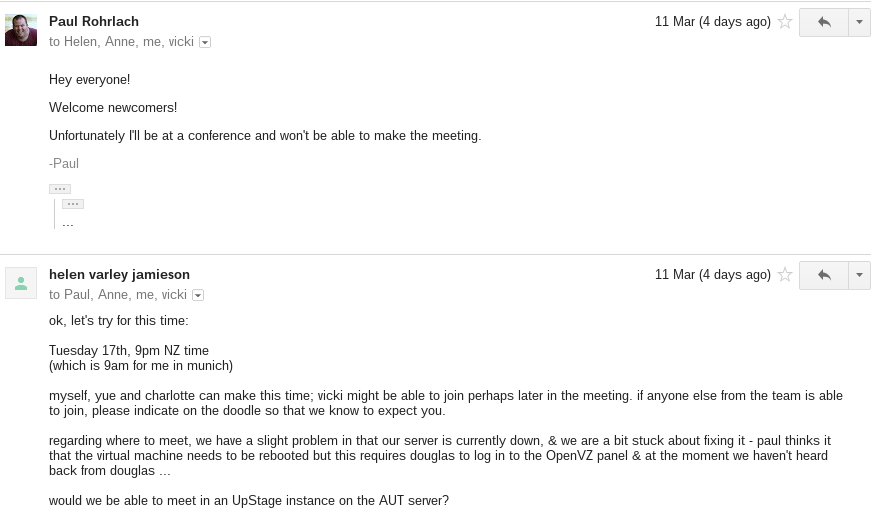 Paul Rohrlach
11 Mar (4 days ago)
to Helen, Anne, me, vicki
Hey everyone!
Welcome newcomers!
Unfortunately I'll be at a conference and won't be able to make the meeting.
-Paul
...
helen varley jamieson
11 Mar (4 days ago)
to Paul, Anne, me, vicki
ok, let's try for this time:
Tuesday 17th, 9pm NZ time
(which is 9am for me in munich)
myself, yue and charlotte can make this time; vicki might be able to join perhaps later in the meeting. if anyone else from the team is able
to join, please indicate on the doodle so that we know to expect you.
regarding where to meet, we have a slight problem in that our server is currently down, & we are a bit stuck about fixing it - paul thinks it
that the virtual machine needs to be rebooted but this requires douglas to log in to the OpenVZ panel & at the moment we haven't heard
back from douglas ...
would we be able to meet in an UpStage instance on the AUT server?